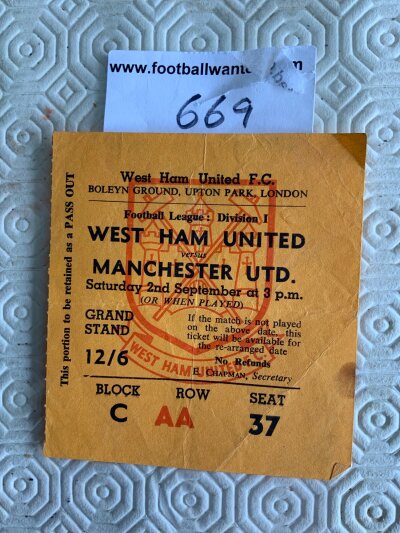 www.footballwante m
669
This portion to be retained as a PASS OUT
West Ham United F.C.
BOLEYN GROUND, UPTON PARK, LONDON
Football League: Division I
WEST HAM UNITED
versus
MANCHESTER UTD.
Saturday 2nd September at 3 p.m.
(OR WHEN PLAYED)
GRAND
STAND
12/6
If the match is not played
on the above date, this
ticket will be available for
the re-arranged date
No Refunds
E. CHAPMAN, Secretary
WEST HAM UNITED
BLOCK ROW SEAT
C AA 37